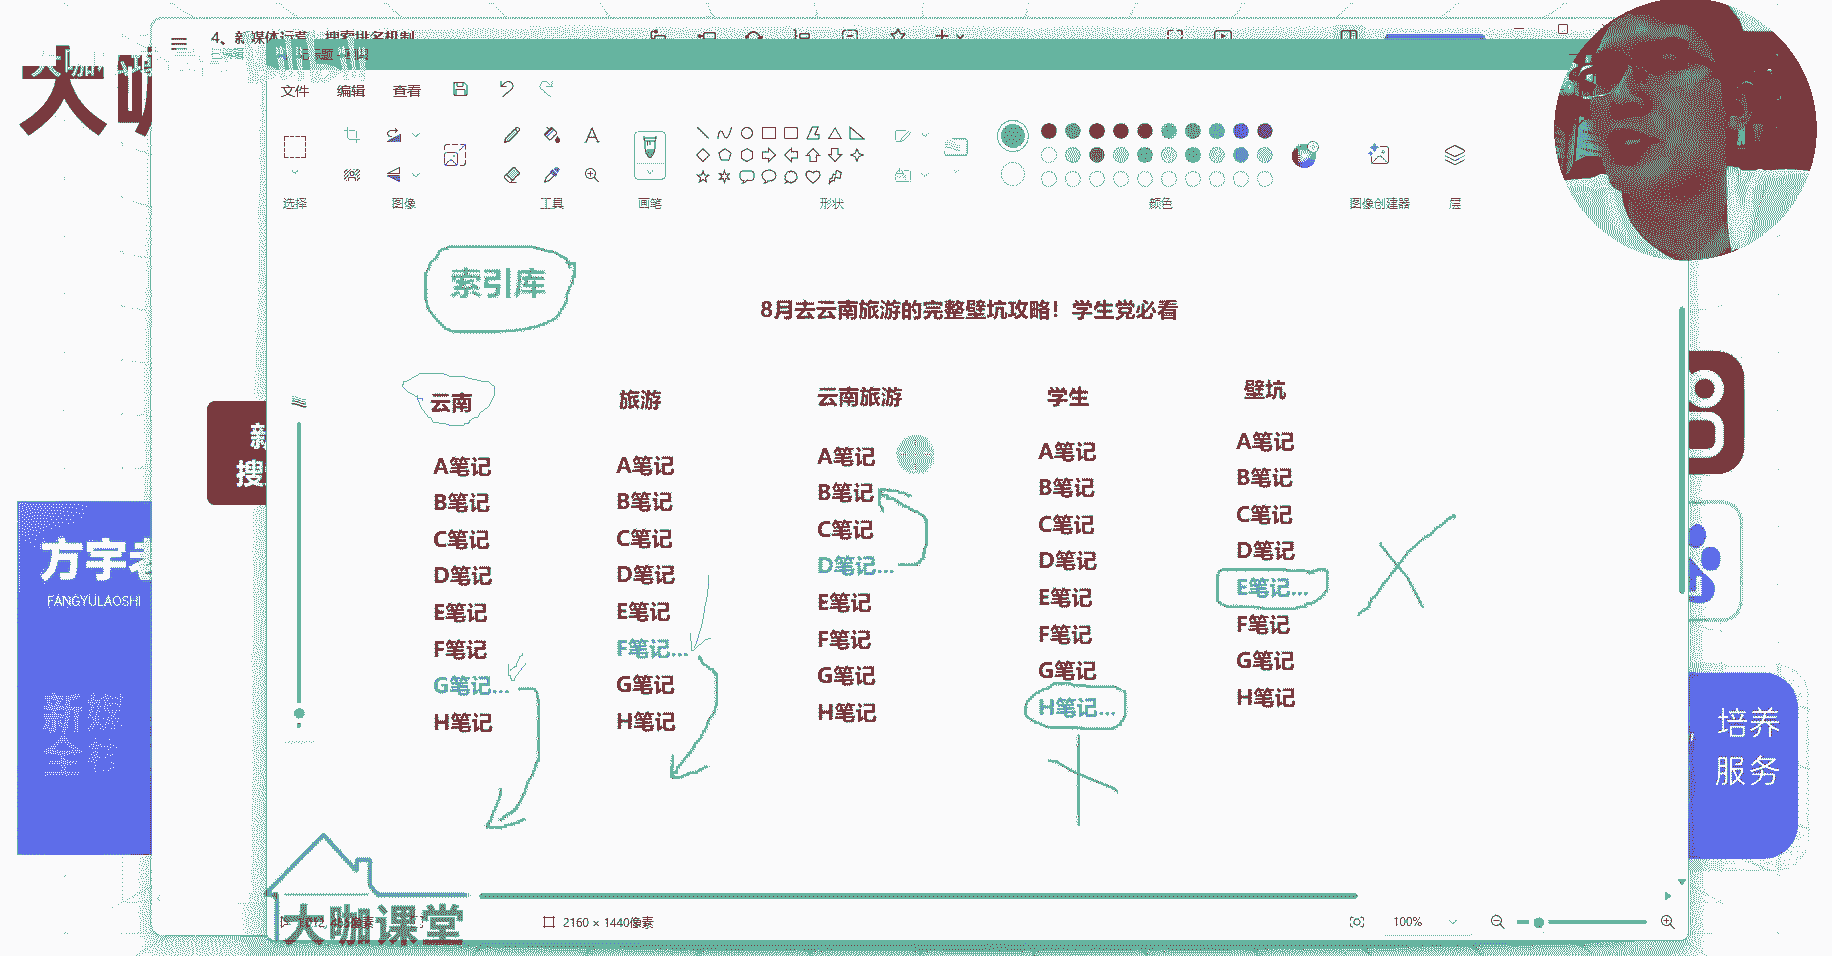 4、新媒体运营 搜索排名机制
大咖
文件 编辑 查看
选择 图像 工具 画笔 形状 颜色 图像创建器 层
索引库
8月去云南旅游的完整壁坑攻略！学生党必看
云南 旅游 云南旅游 学生 壁坑
A笔记 A笔记 A笔记 A笔记 A笔记
B笔记 B笔记 B笔记 B笔记 B笔记
C笔记 C笔记 C笔记 C笔记 C笔记
D笔记 D笔记 D笔记... D笔记 D笔记
E笔记 E笔记 E笔记 E笔记 E笔记...
F笔记 F笔记... F笔记 F笔记 F笔记
G笔记... G笔记 G笔记 G笔记 G笔记
H笔记 H笔记 H笔记 H笔记... H笔记
新
搜
方宇老
FANGYULAOSHI
新媒
全
培养
服务
大咖课堂
2160 × 1440像素
100%